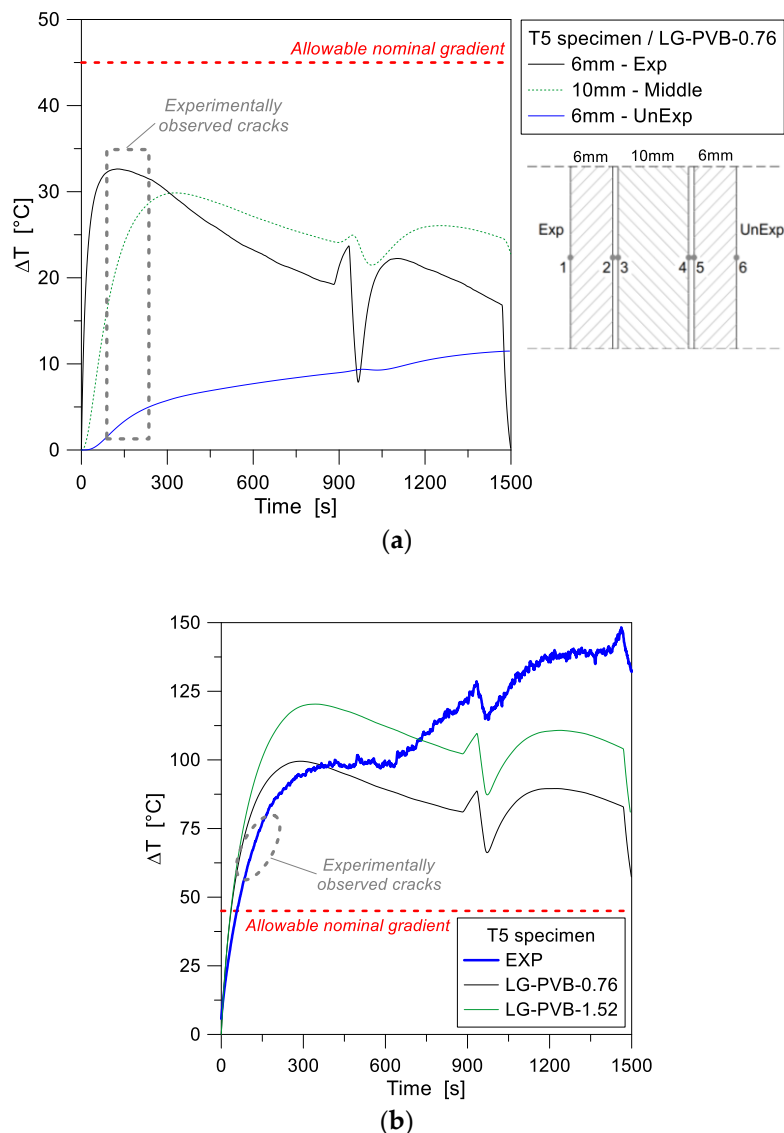 50
40
30
20
10
0
ΔT [°C]
Allowable nominal gradient
Experimentally
observed cracks
0
300
600
900
1200
1500
Time [s]
T5 specimen / LG-PVB-0.76
6mm - Exp
10mm - Middle
6mm - UnExp
6mm 10mm 6mm
Exp
UnExp
1 2 3 4 5 6
(a)
150
125
100
75
50
25
0
ΔT [°C]
Experimentally
observed cracks
Allowable nominal gradient
T5 specimen
EXP
LG-PVB-0.76
LG-PVB-1.52
0
300
600
900
1200
1500
Time [s]
(b)